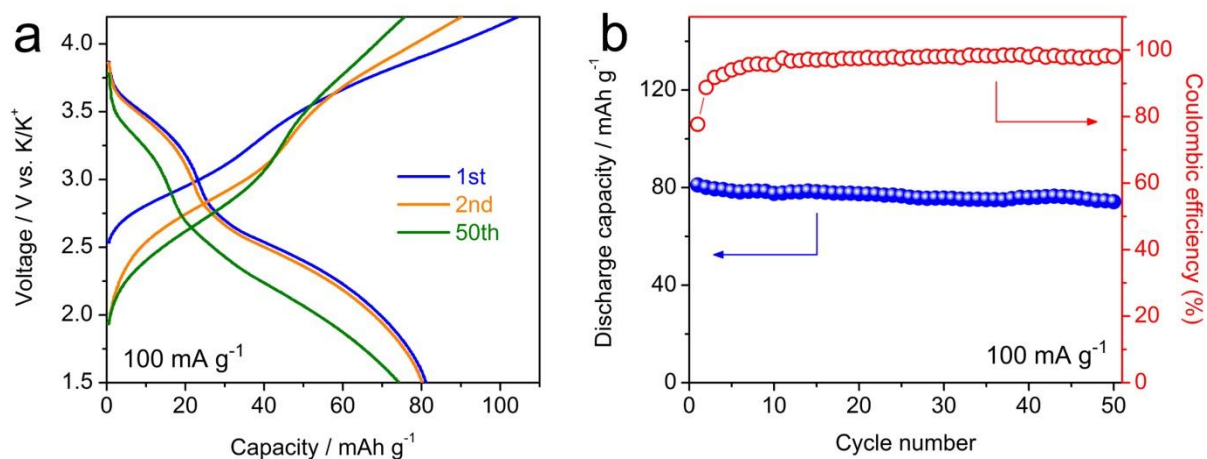 a
4.0
3.5
3.0
2.5
2.0
1.5
Voltage / V vs. K/K⁺
1st
2nd
50th
100 mA g⁻¹
0 20 40 60 80 100
Capacity / mAh g⁻¹
b
120
80
40
0
Discharge capacity / mAh g⁻¹
100
80
60
40
20
0
Coulombic efficiency (%)
100 mA g⁻¹
0 10 20 30 40 50
Cycle number